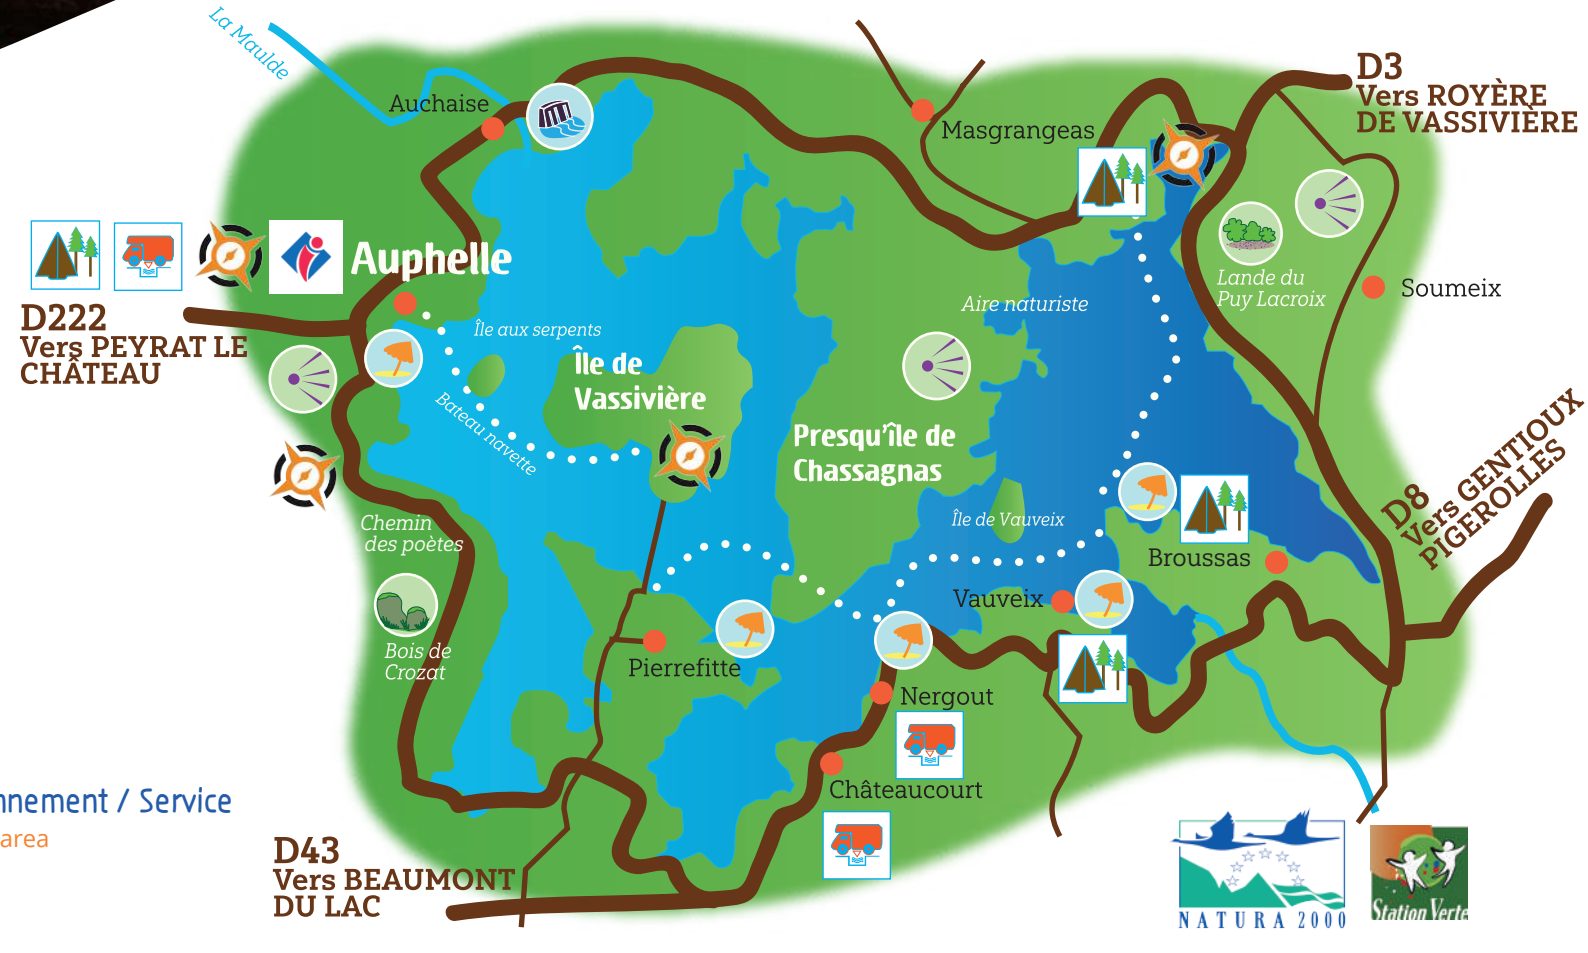 La Maulde
Auchaise
Masgrangeas
D3
Vers ROYÈRE
DE VASSIVIÈRE
Auphelle
D222
Vers PEYRAT LE
CHÂTEAU
Île aux serpents
Île de
Vassivière
Bateau navette
Aire naturiste
Lande du
Puy Lacroix
Soumeix
Presqu'île de
Chassagnas
D8
Vers GENTIOUX
PIGEROLLES
Chemin
des poètes
Île de Vauveix
Broussas
Vauveix
Bois de
Crozat
Pierrefitte
Nergout
Châteaucourt
nnement / Service
area
D43
Vers BEAUMONT
DU LAC
NATURA 2000
Station Verte